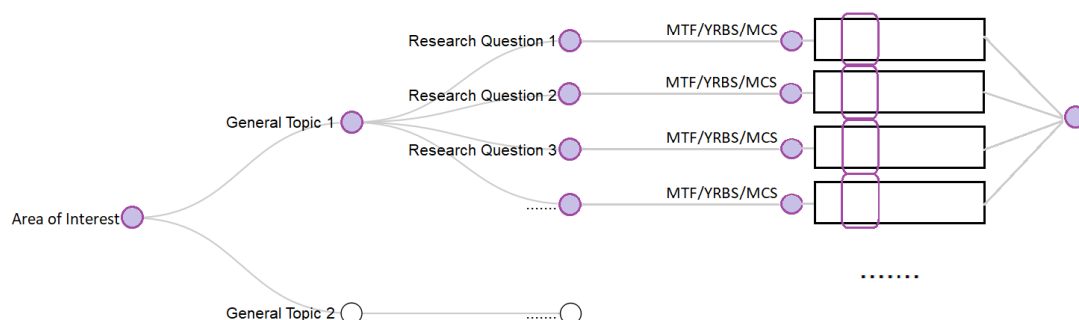 Research Question 1
MTF/YRBS/MCS
Research Question 2
MTF/YRBS/MCS
General Topic 1
Research Question 3
MTF/YRBS/MCS
.......
MTF/YRBS/MCS
Area of Interest
.......
General Topic 2
.......